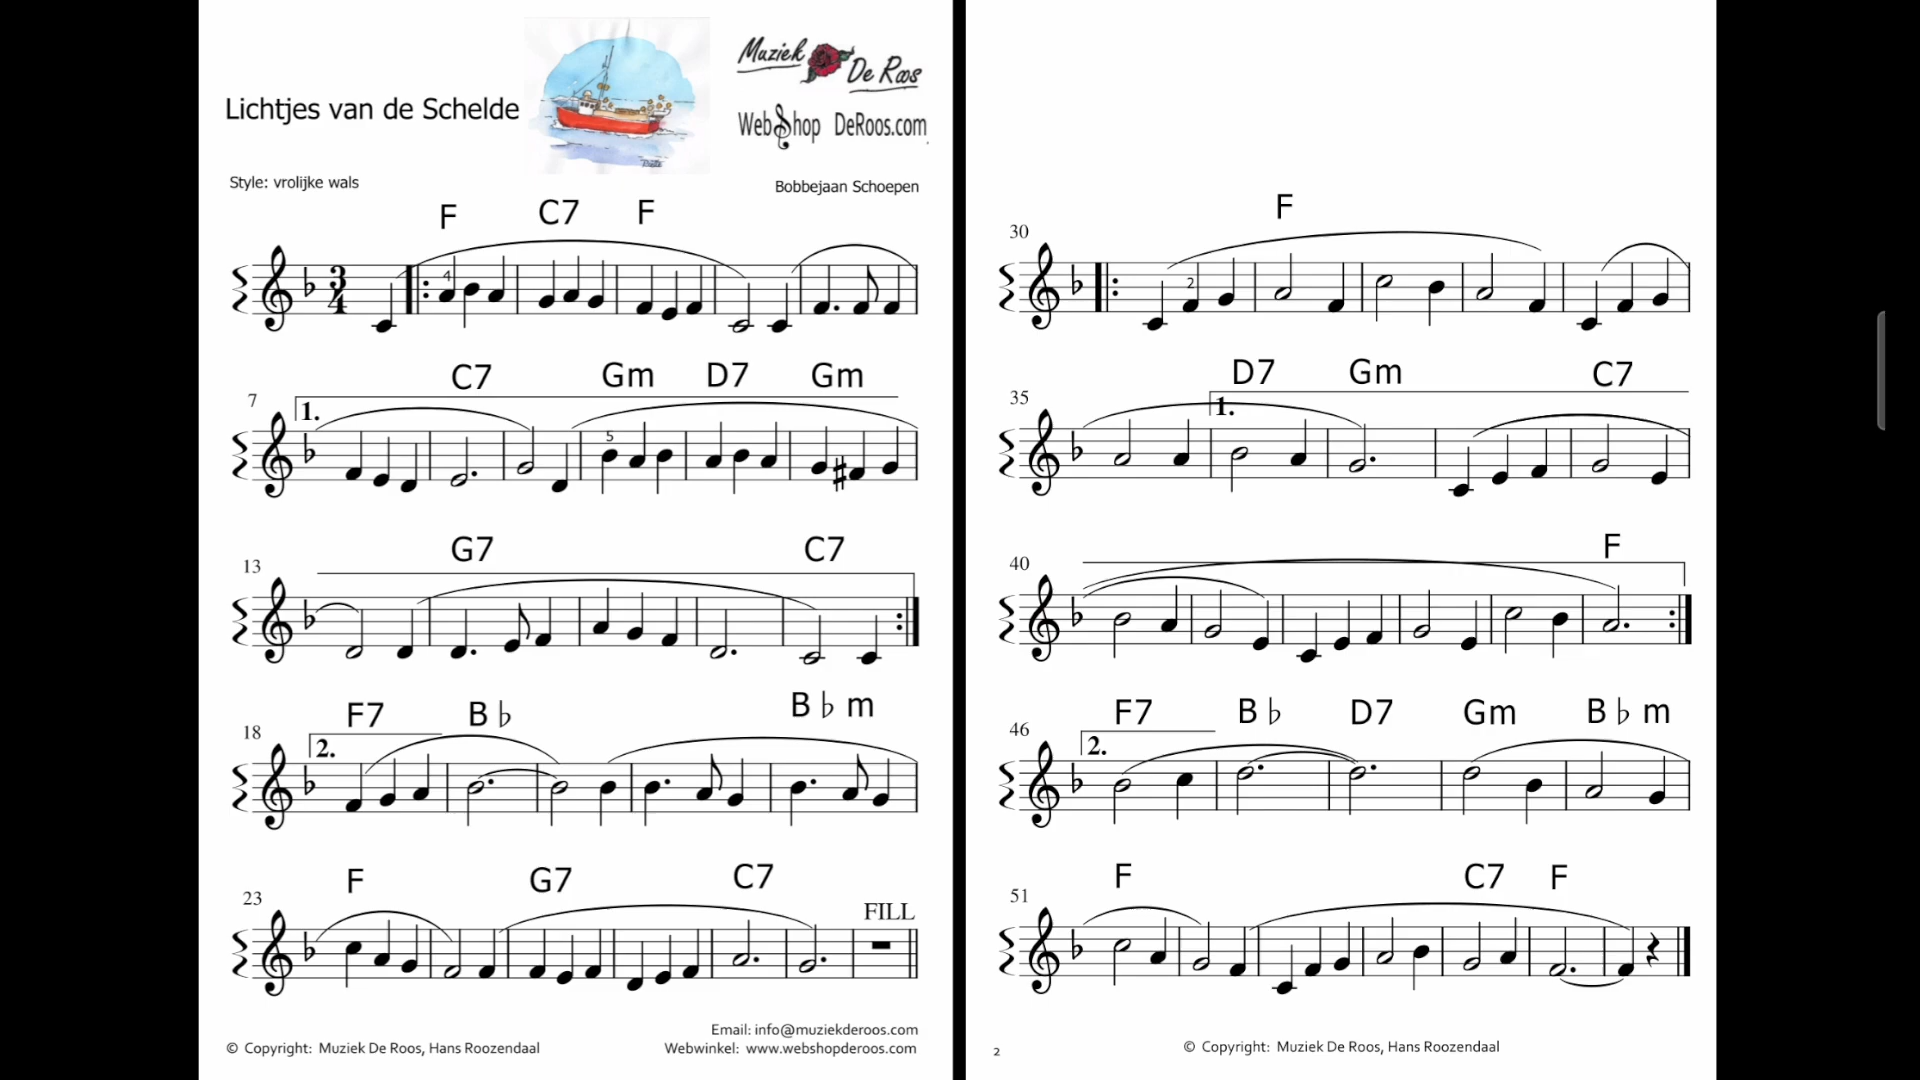 Lichtjes van de Schelde
Muziek De Roos
WebShop DeRoos.com
Style: vrolijke wals
Bobbejaan Schoepen
F C7 F
3
4
4
7
C7 Gm D7 Gm
1.
5
13
G7 C7
18
F7 B♭ B♭m
2.
23
F G7 C7
FILL
Email: info@muziekderoos.com
© Copyright: Muziek De Roos, Hans Roozendaal
Webwinkel: www.webshopderoos.com
30
F
2
35
D7 Gm C7
1.
40
F
46
F7 B♭ D7 Gm B♭m
2.
51
F C7 F
2
© Copyright: Muziek De Roos, Hans Roozendaal